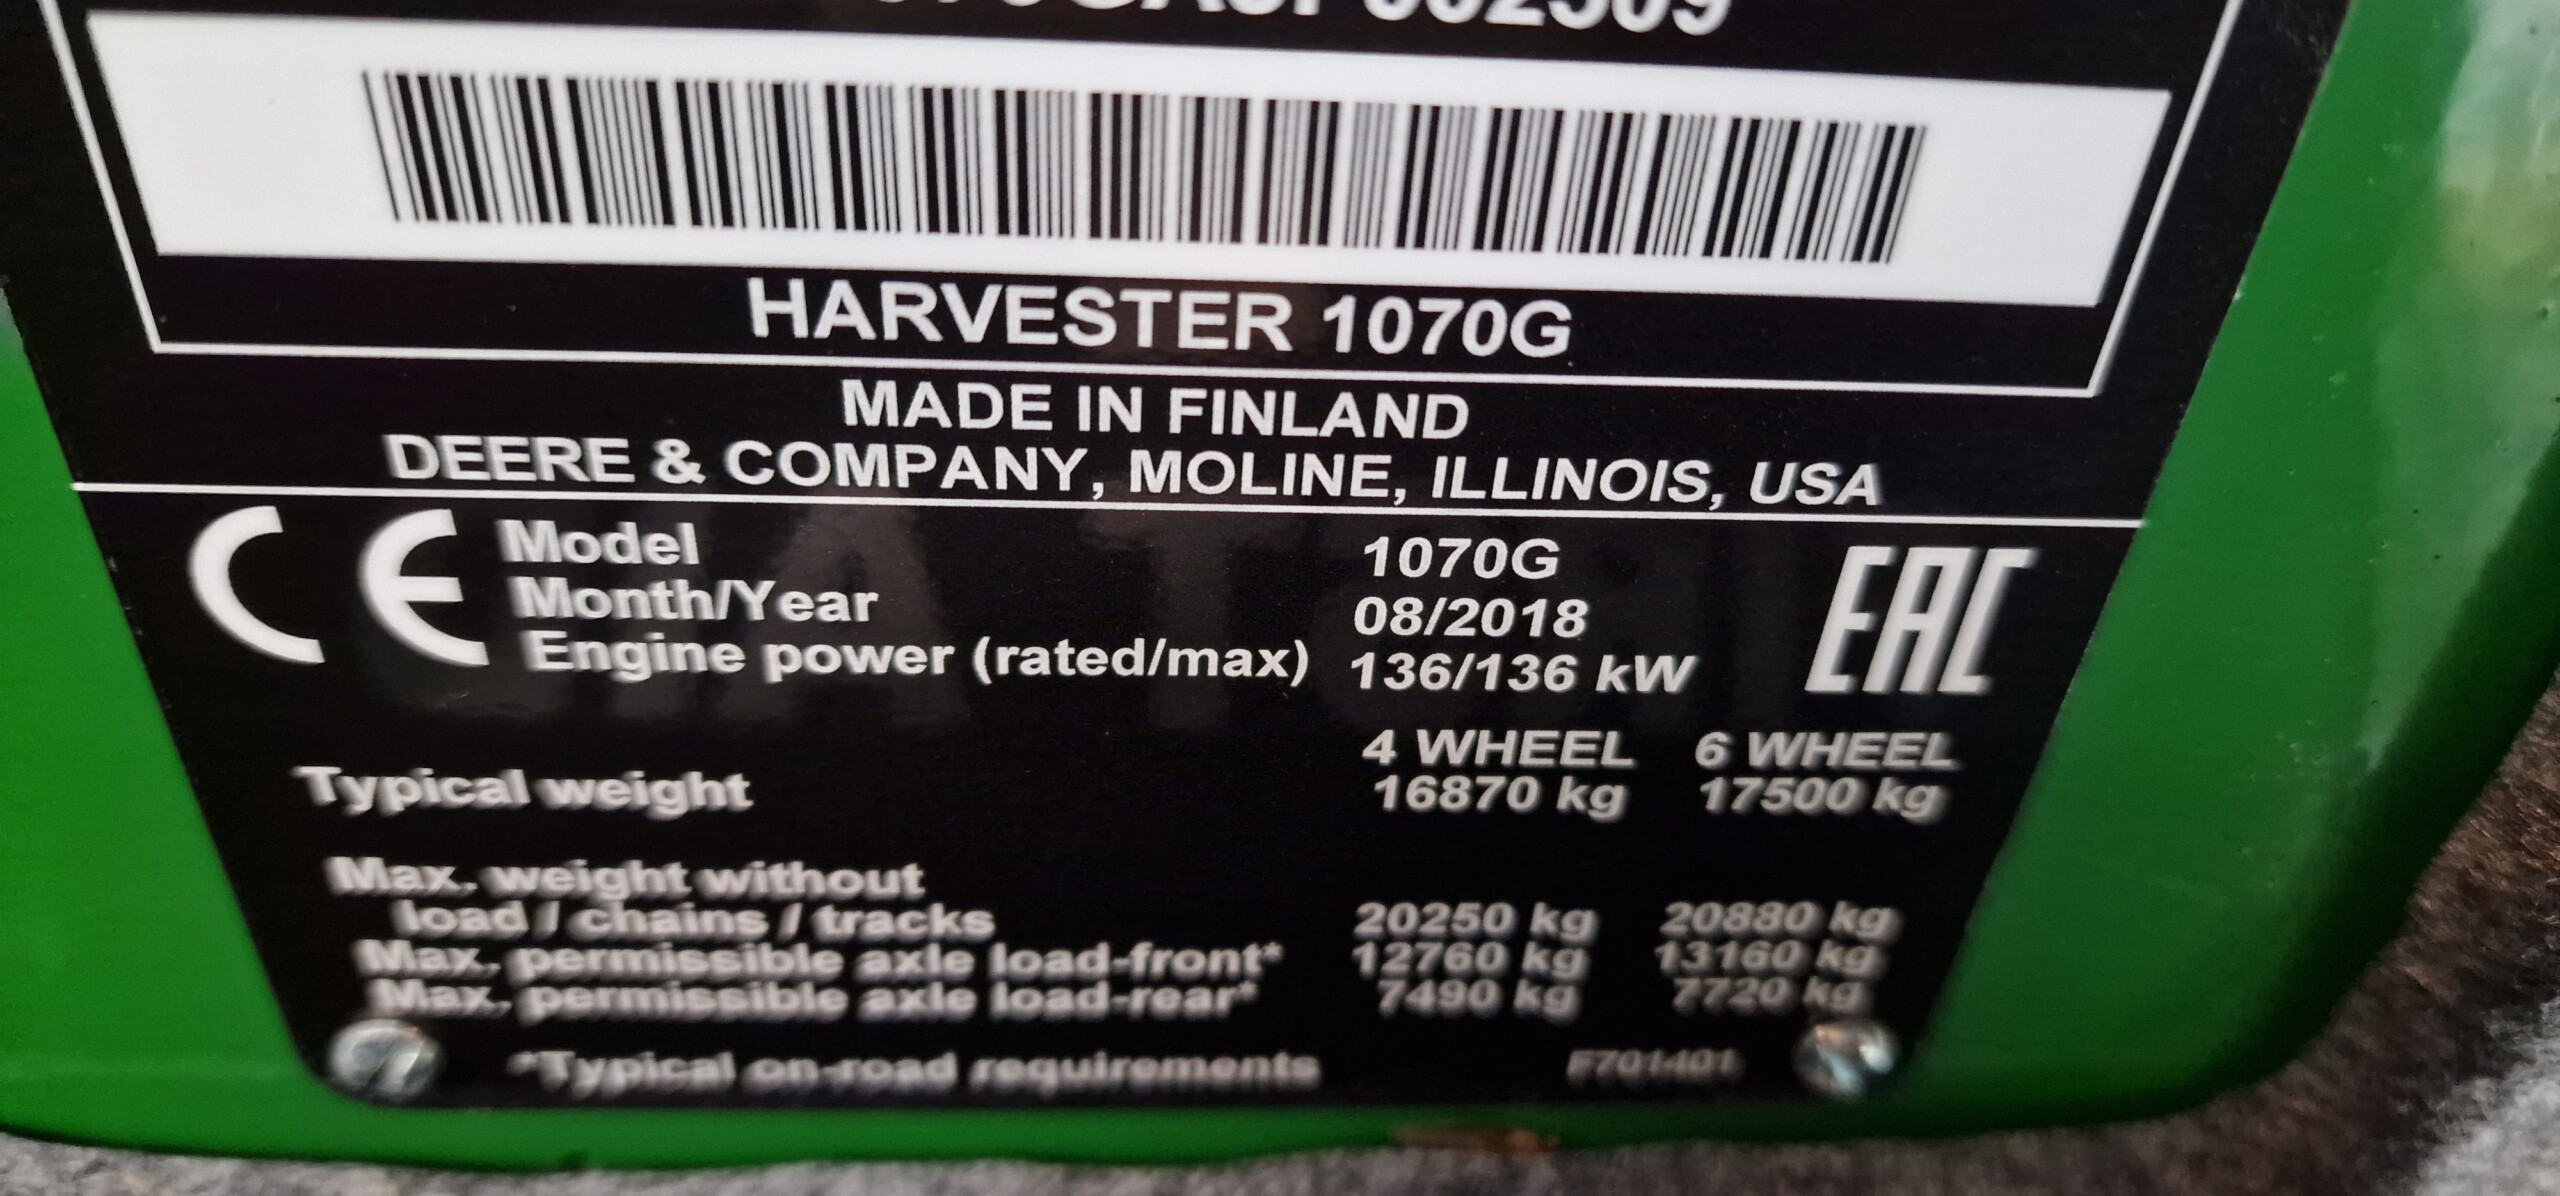 HARVESTER 1070G
MADE IN FINLAND
DEERE & COMPANY, MOLINE, ILLINOIS, USA
CE Model 1070G EAC
Month/Year 08/2018
Engine power (rated/max) 136/136 kW
4 WHEEL 6 WHEEL
Typical weight 16870 kg 17500 kg
Max. weight without
load / chains / tracks 20250 kg 20880 kg
Max. permissible axle load-front* 12760 kg 13160 kg
Max. permissible axle load-rear* 7490 kg 7720 kg
*Typical on-road requirements F701401